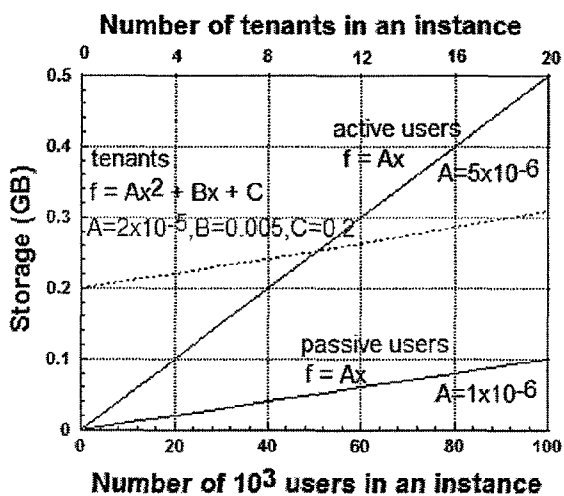 Number of tenants in an instance
0 4 8 12 16 20
0.5
active users
f = Ax
A=5x10-6
0.4
tenants
f = Ax2 + Bx + C
A=2x10-5,B=0.005,C=0.2
0.3
0.2
passive users
f = Ax
A=1x10-6
0.1
0
Storage (GB)
0 20 40 60 80 100
Number of 103 users in an instance